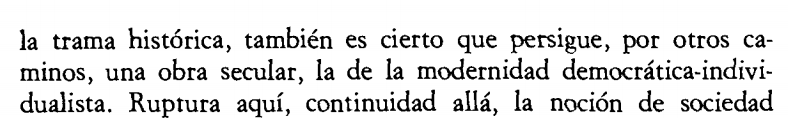 la trama histórica, también es cierto que persigue, por otros ca-
minos, una obra secular, la de la modernidad democrática-indivi-
dualista. Ruptura aquí, continuidad allá, la noción de sociedad